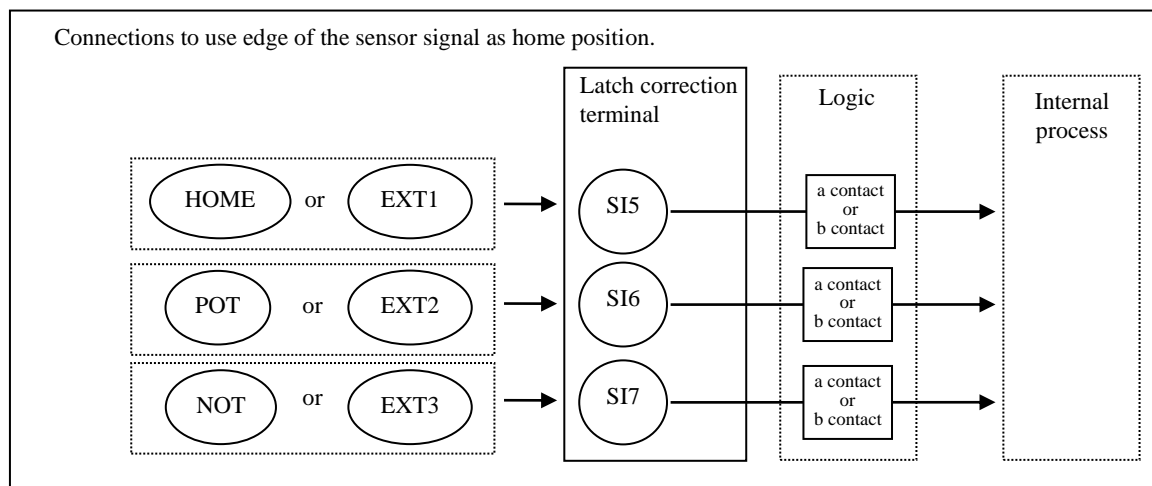 Connections to use edge of the sensor signal as home position.
Latch correction
terminal
Logic
Internal
process
HOME or EXT1
SI5
a contact
or
b contact
POT or EXT2
SI6
a contact
or
b contact
NOT or EXT3
SI7
a contact
or
b contact